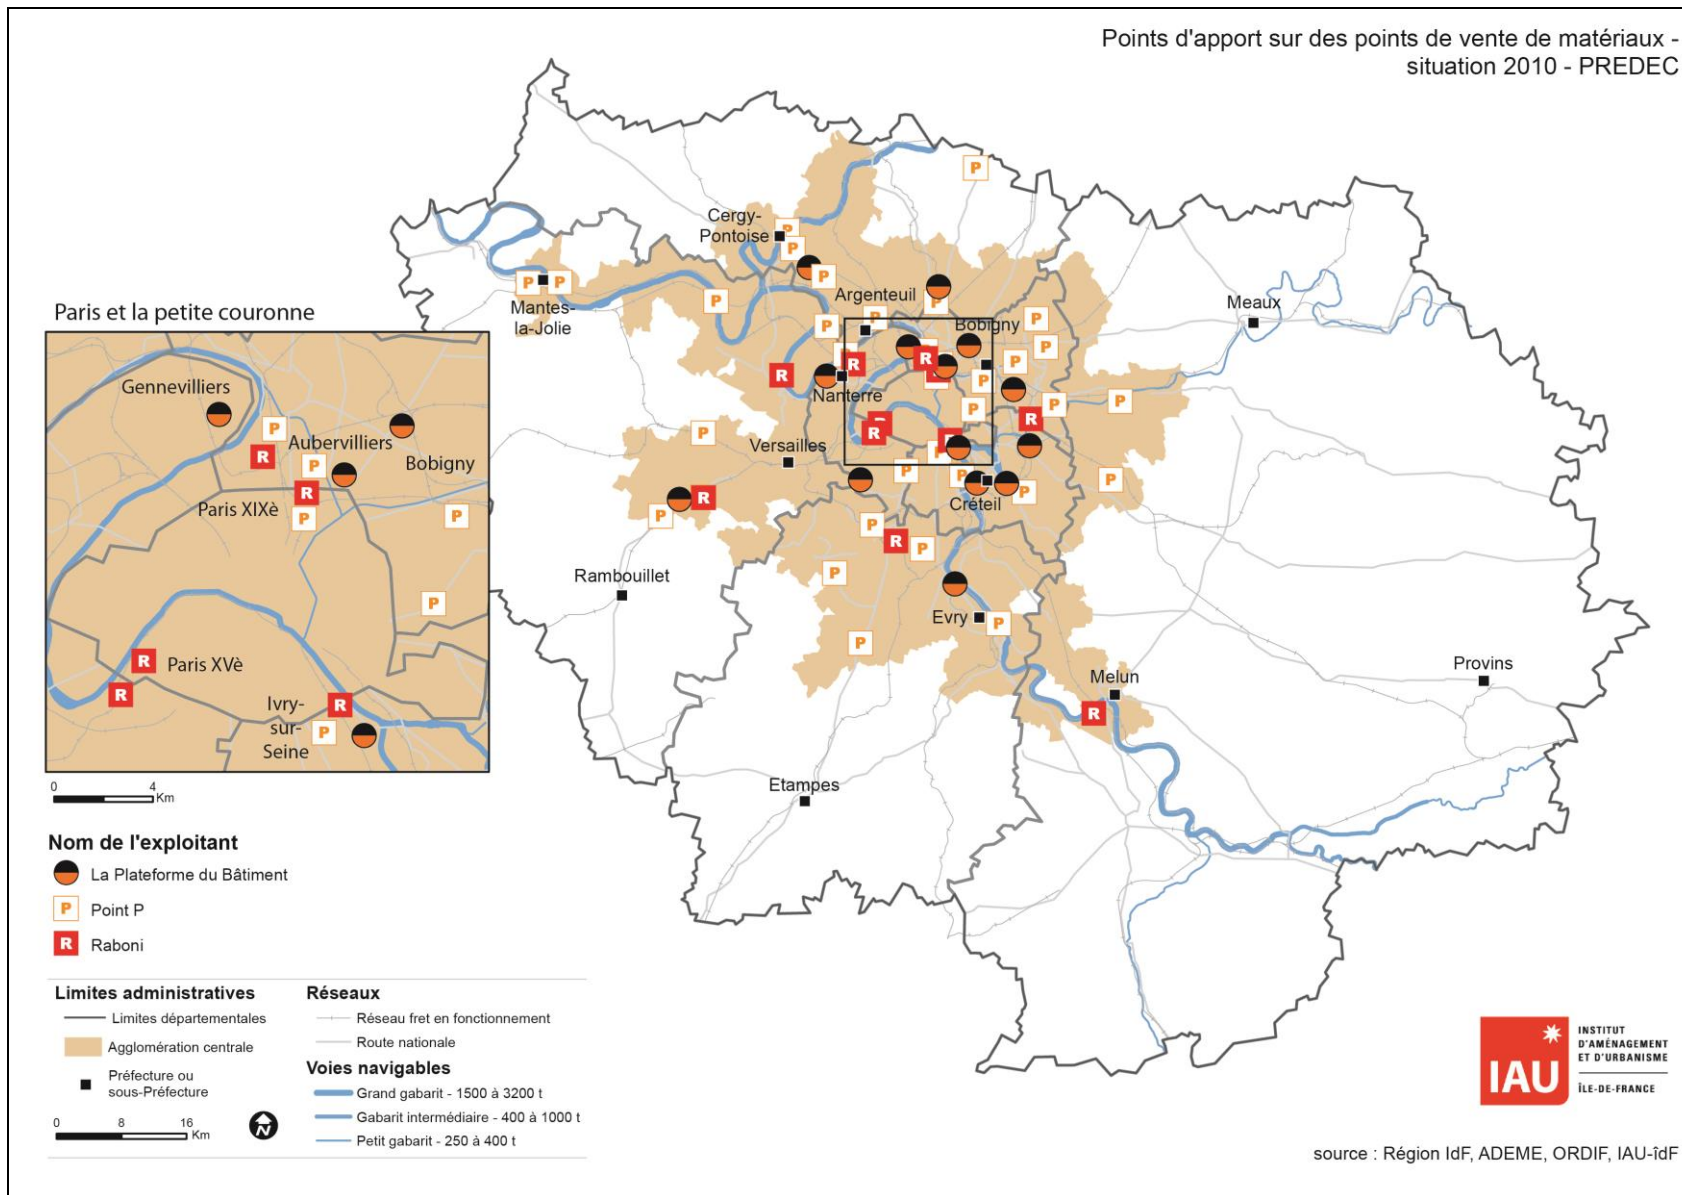 Points d'apport sur des points de vente de matériaux -
situation 2010 - PREDEC
Cergy-
Pontoise
P
P
P
P
P
Mantes-
la-Jolie
P
P
Argenteuil
P
P
P
Bobigny
P
P
P
Meaux
R
R
R
Nanterre
P
P
P
P
R
P
R
Versailles
P
P
P
P
R
P
P
Créteil
P
P
R
P
P
Rambouillet
Evry
P
P
Melun
R
Provins
Etampes
Paris et la petite couronne
Gennevilliers
P
Aubervilliers
R
P
Bobigny
R
Paris XIXè
P
P
P
R
Paris XVè
R
R
Ivry-
sur-
Seine
P
0 4
Km
Nom de l'exploitant
La Plateforme du Bâtiment
P Point P
R Raboni
Limites administratives
Limites départementales
Agglomération centrale
Préfecture ou
sous-Préfecture
0 8 16
Km
N
Réseaux
Réseau fret en fonctionnement
Route nationale
Voies navigables
Grand gabarit - 1500 à 3200 t
Gabarit intermédiaire - 400 à 1000 t
Petit gabarit - 250 à 400 t
IAU
INSTITUT
D'AMÉNAGEMENT
ET D'URBANISME
ÎLE-DE-FRANCE
source : Région IdF, ADEME, ORDIF, IAU-îdF